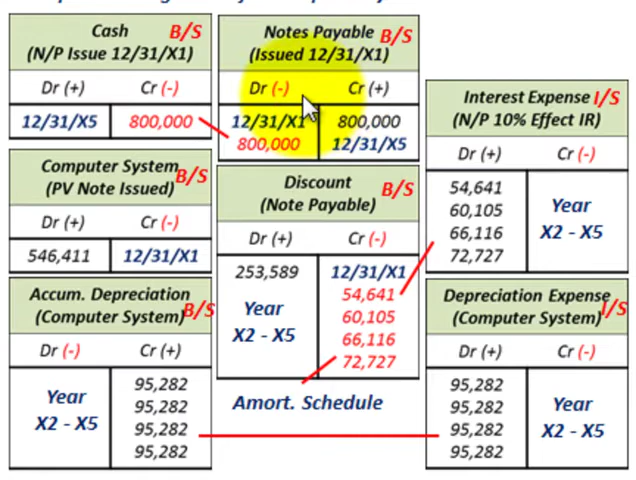 Cash B/S
(N/P Issue 12/31/X1)
Dr (+) Cr (-)
12/31/X5 800,000
Notes Payable B/S
(Issued 12/31/X1)
Dr (-) Cr (+)
12/31/X1 800,000
800,000 12/31/X5
Interest Expense I/S
(N/P 10% Effect IR)
Dr (+) Cr (-)
54,641
60,105
66,116
72,727
Year
X2 - X5
Computer System B/S
(PV Note Issued)
Dr (+) Cr (-)
546,411 12/31/X1
Discount B/S
(Note Payable)
Dr (+) Cr (-)
253,589 12/31/X1
Year
X2 - X5
54,641
60,105
66,116
72,727
Amort. Schedule
Accum. Depreciation B/S
(Computer System)
Dr (-) Cr (+)
Year
X2 - X5
95,282
95,282
95,282
95,282
Depreciation Expense I/S
(Computer System)
Dr (+) Cr (-)
95,282
95,282
95,282
95,282
Year
X2 - X5